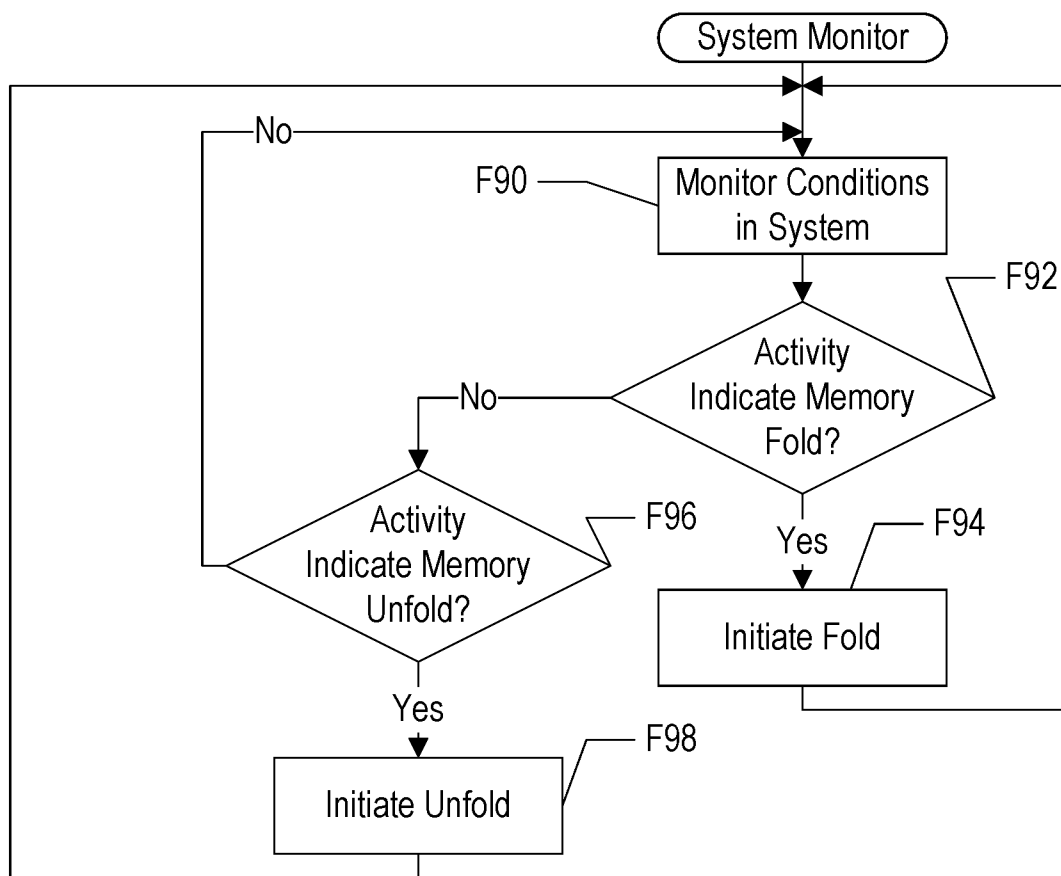 System Monitor
No
F90
Monitor Conditions
in System
F92
Activity
Indicate Memory
Fold?
No
Activity
Indicate Memory
Unfold?
F96
Yes
F94
Initiate Fold
Yes
F98
Initiate Unfold